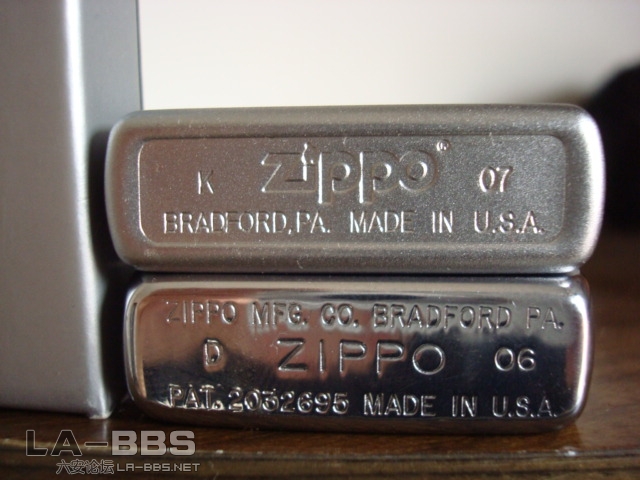 K Zippo® 07
BRADFORD, PA. MADE IN U.S.A.
ZIPPO MFG. CO. BRADFORD PA.
D ZIPPO 06
PAT. 2032695 MADE IN U.S.A.
LA-BBS
六安论坛 LA-BBS.NET